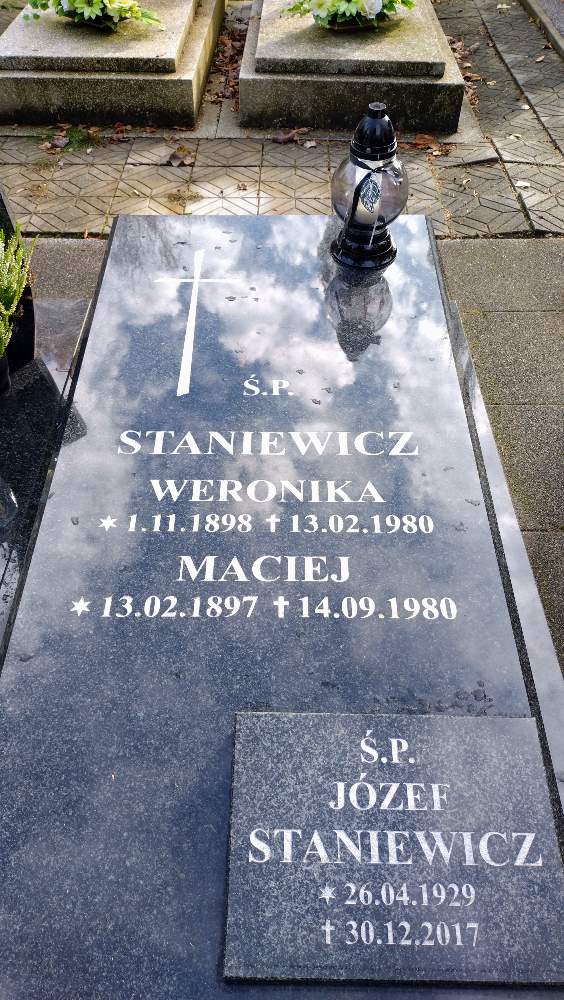 Ś.P.
STANIEWICZ
WERONIKA
✶ 1.11.1898 ✝ 13.02.1980
MACIEJ
✶ 13.02.1897 ✝ 14.09.1980
Ś.P.
JÓZEF
STANIEWICZ
✶ 26.04.1929
✝ 30.12.2017